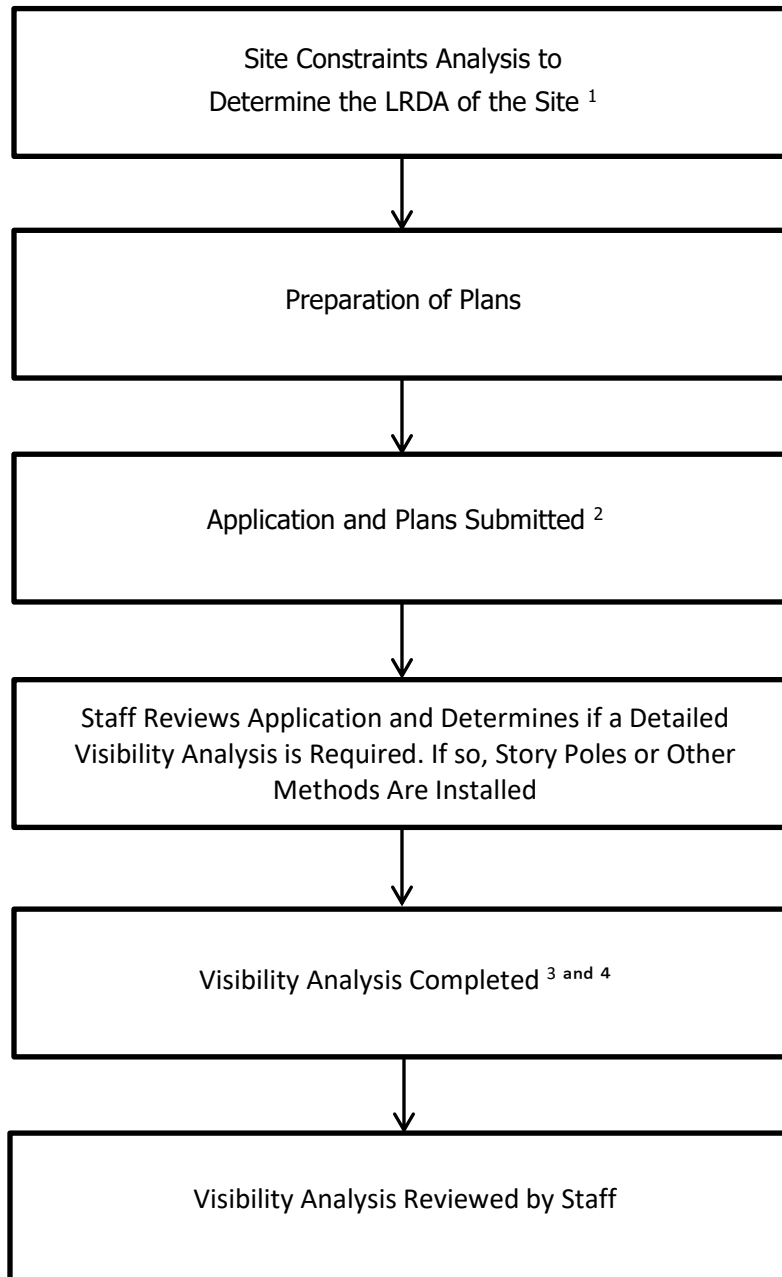 Site Constraints Analysis to
Determine the LRDA of the Site ¹
Preparation of Plans
Application and Plans Submitted ²
Staff Reviews Application and Determines if a Detailed
Visibility Analysis is Required. If so, Story Poles or Other
Methods Are Installed
Visibility Analysis Completed ³ ᵃⁿᵈ ⁴
Visibility Analysis Reviewed by Staff